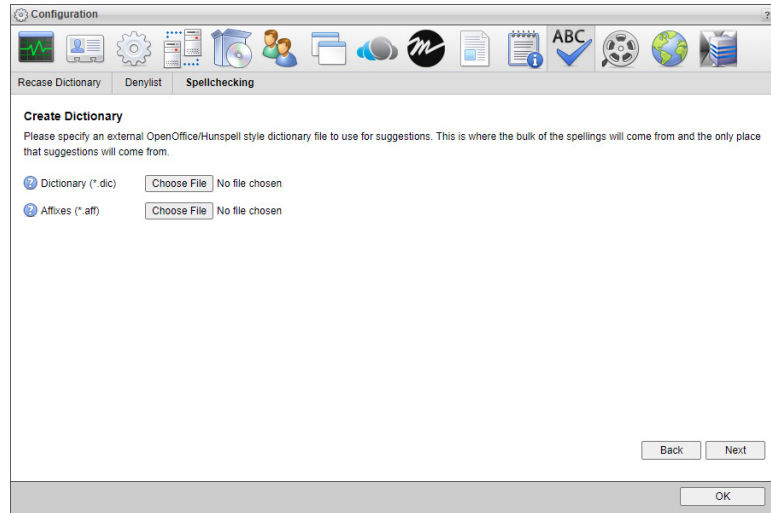 Configuration ?
ABC
Recase Dictionary Denylist Spellchecking
Create Dictionary
Please specify an external OpenOffice/Hunspell style dictionary file to use for suggestions. This is where the bulk of the spellings will come from and the only place
that suggestions will come from.
? Dictionary (*.dic) Choose File No file chosen
? Affixes (*.aff) Choose File No file chosen
Back Next
OK